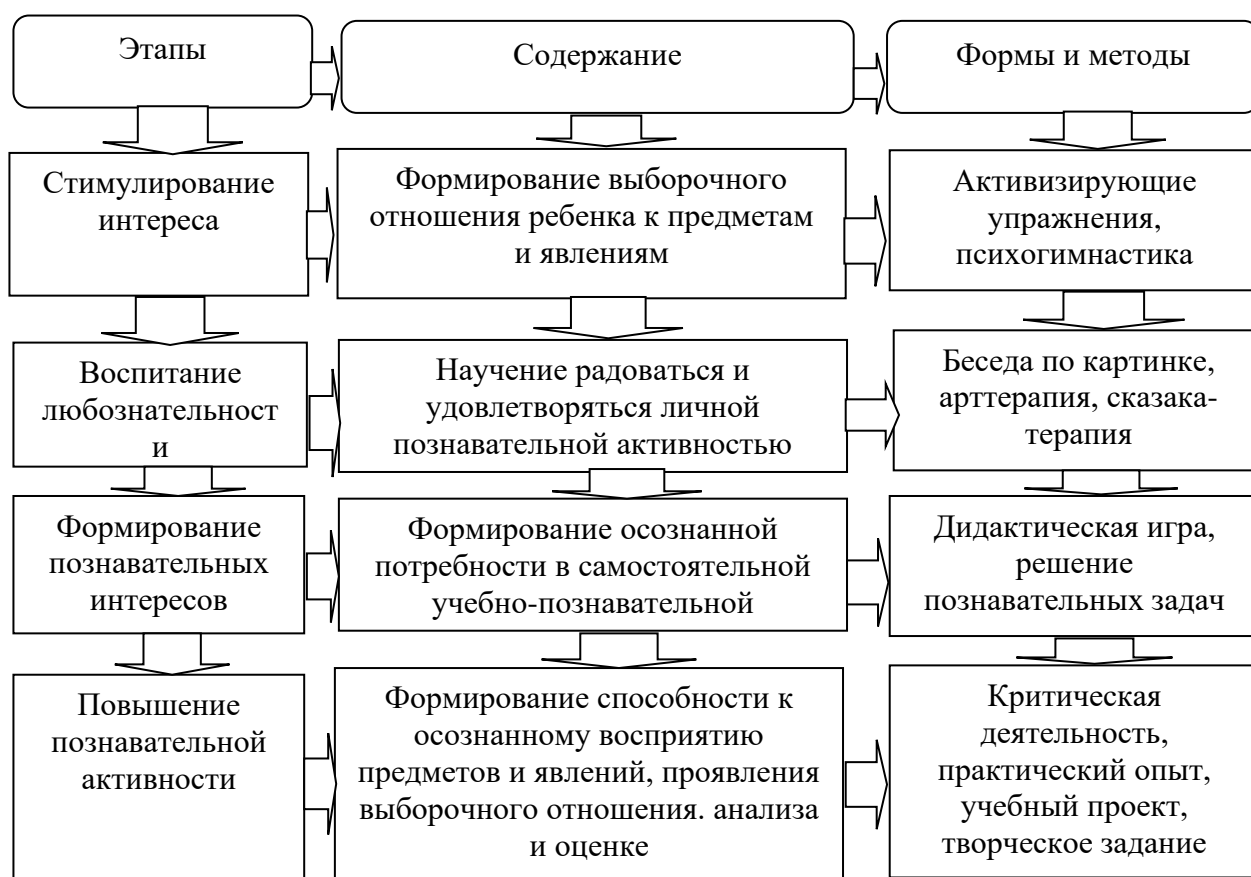 Этапы
Содержание
Формы и методы
Стимулирование
интереса
Формирование выборочного
отношения ребенка к предметам
и явлениям
Активизирующие
упражнения,
психогимнастика
Воспитание
любознательност
и
Научение радоваться и
удовлетворяться личной
познавательной активностью
Беседа по картинке,
арттерапия, сказака-
терапия
Формирование
познавательных
интересов
Формирование осознанной
потребности в самостоятельной
учебно-познавательной
Дидактическая игра,
решение
познавательных задач
Повышение
познавательной
активности
Формирование способности к
осознанному восприятию
предметов и явлений, проявления
выборочного отношения. анализа
и оценке
Критическая
деятельность,
практический опыт,
учебный проект,
творческое задание